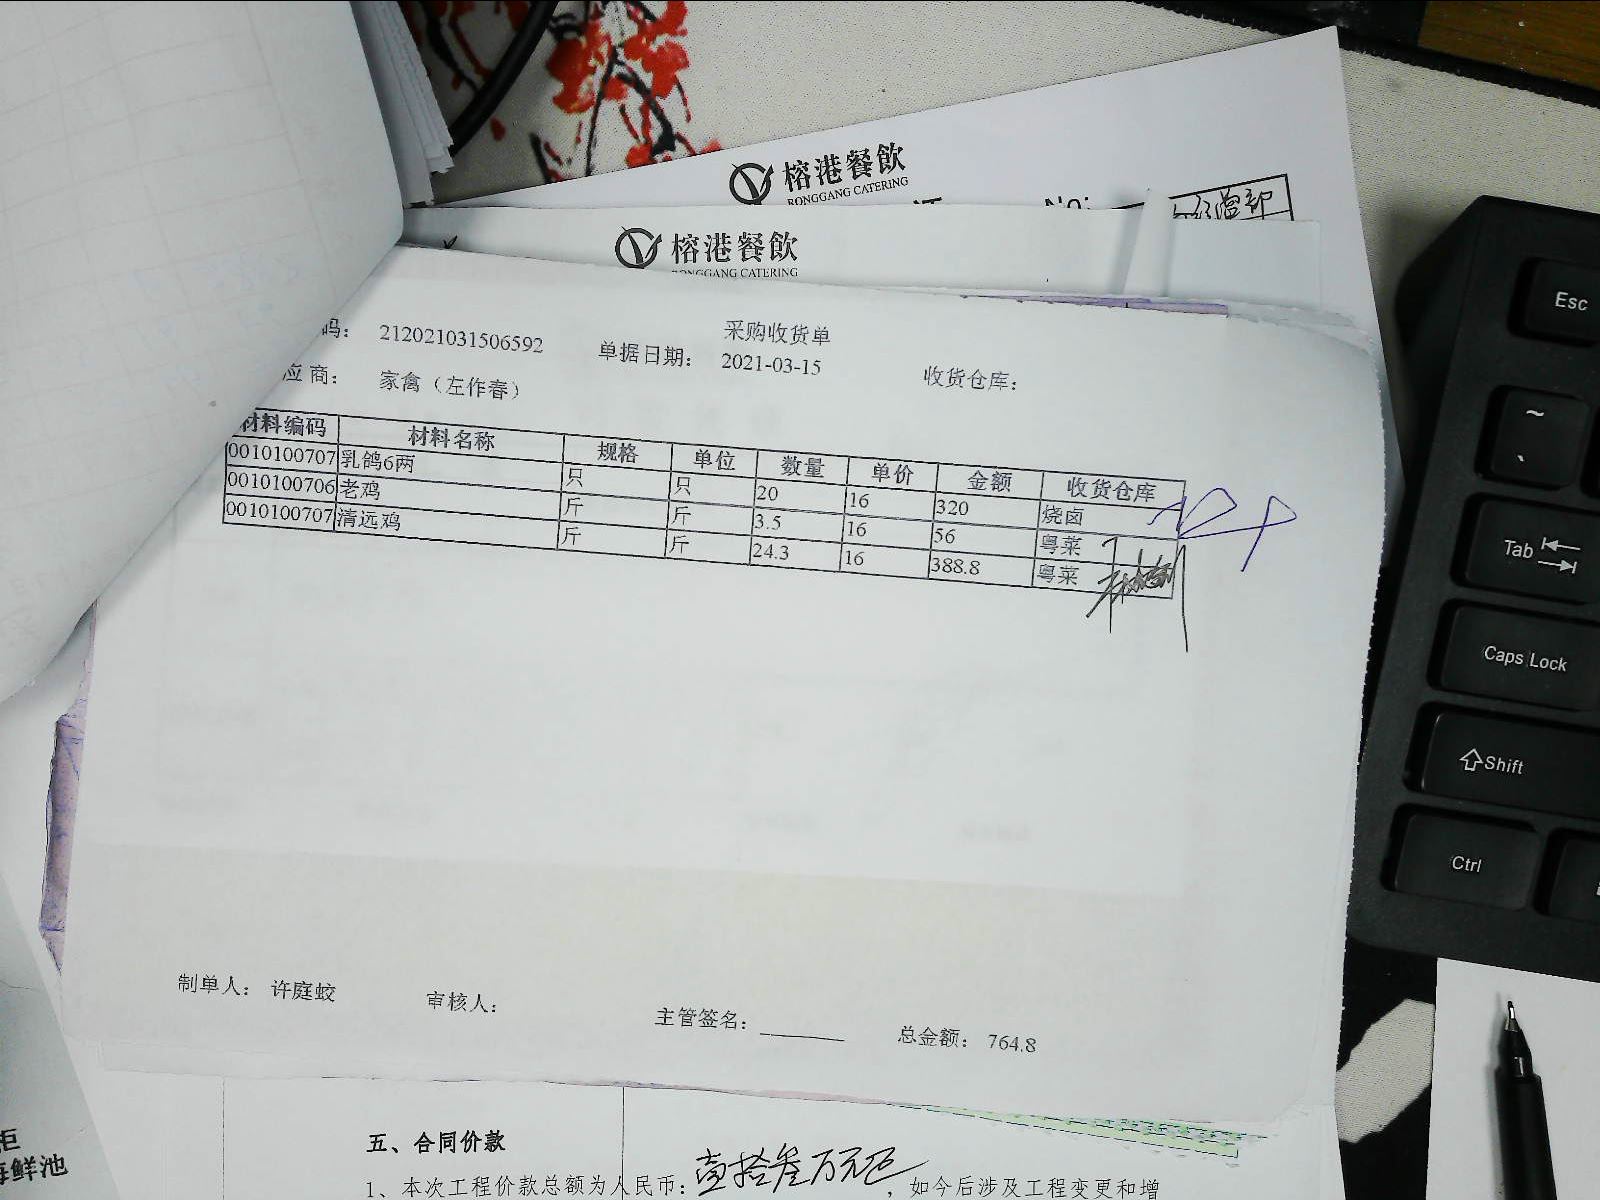 榕港餐飲
RONGGANG CATERING
No:
榕港餐飲
RONGGANG CATERING
采购收货单
码: 212021031506592 单据日期: 2021-03-15 收货仓库:
应商: 家禽（左作春）
材料编码 材料名称 规格 单位 数量 单价 金额 收货仓库
0010100707 乳鸽6两 只 只 20 16 320 烧卤
0010100706 老鸡 斤 斤 3.5 16 56 粤菜
0010100707 清远鸡 斤 斤 24.3 16 388.8 粤菜
制单人: 许庭蛟 审核人: 主管签名: 总金额: 764.8
五、合同价款
1、本次工程价款总额为人民币: 壹拾叁万元正，如今后涉及工程变更和增
海鲜池
Esc
~
Tab
Caps Lock
Shift
Ctrl